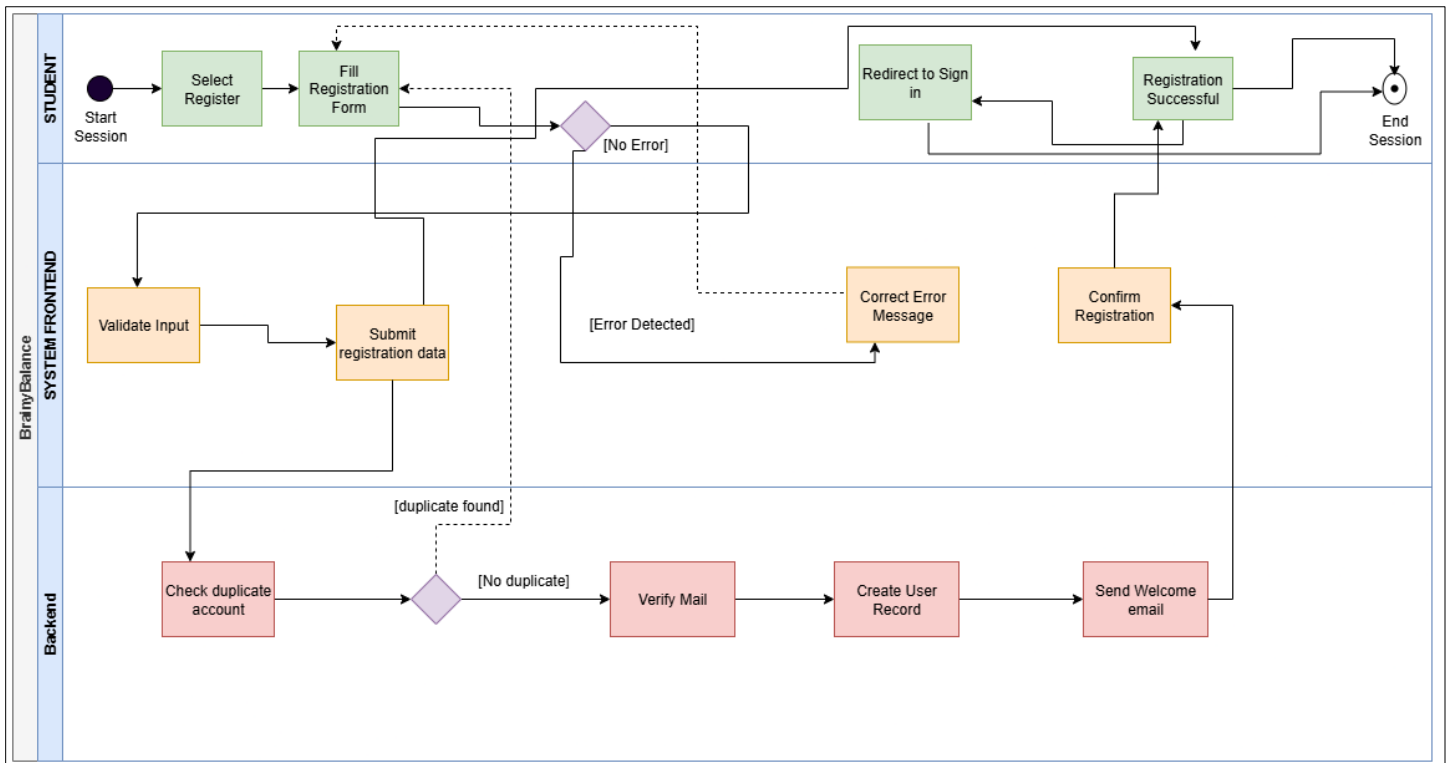 BrainyBalance
STUDENT
Start
Session
Select
Register
Fill
Registration
Form
[No Error]
Redirect to Sign
in
Registration
Successful
End
Session
SYSTEM FRONTEND
Validate Input
Submit
registration data
[Error Detected]
Correct Error
Message
Confirm
Registration
Backend
[duplicate found]
Check duplicate
account
[No duplicate]
Verify Mail
Create User
Record
Send Welcome
email